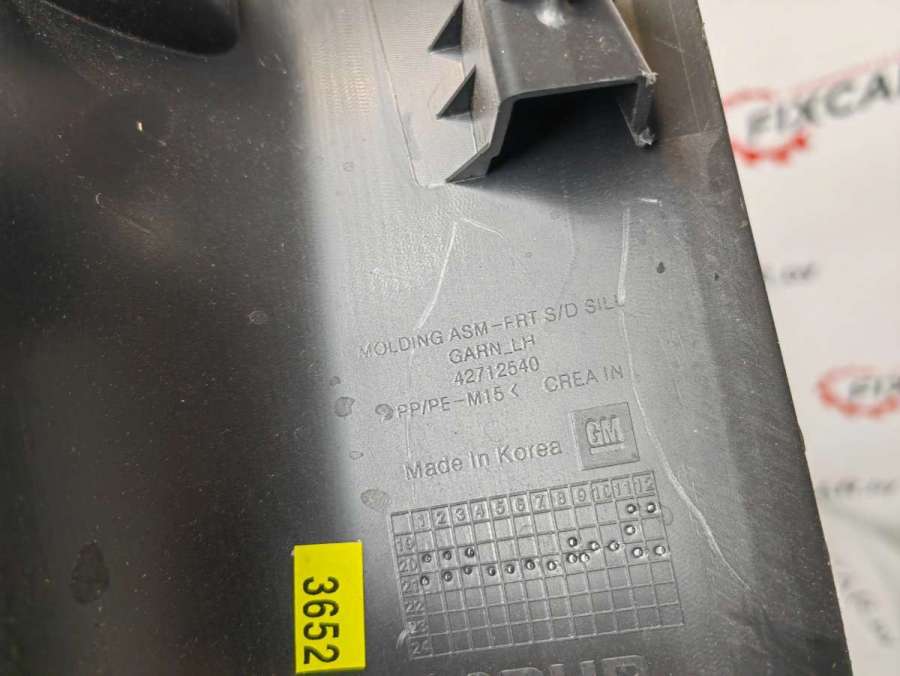 FIXCAR
MOLDING ASM-FRT S/D SILL
GARN_LH
42712540
>PP/PE-M15< CREA IN
GM
Made In Korea
1 2 3 4 5 6 7 8 9 10 11 12
19
20
21
22
23
24
3652